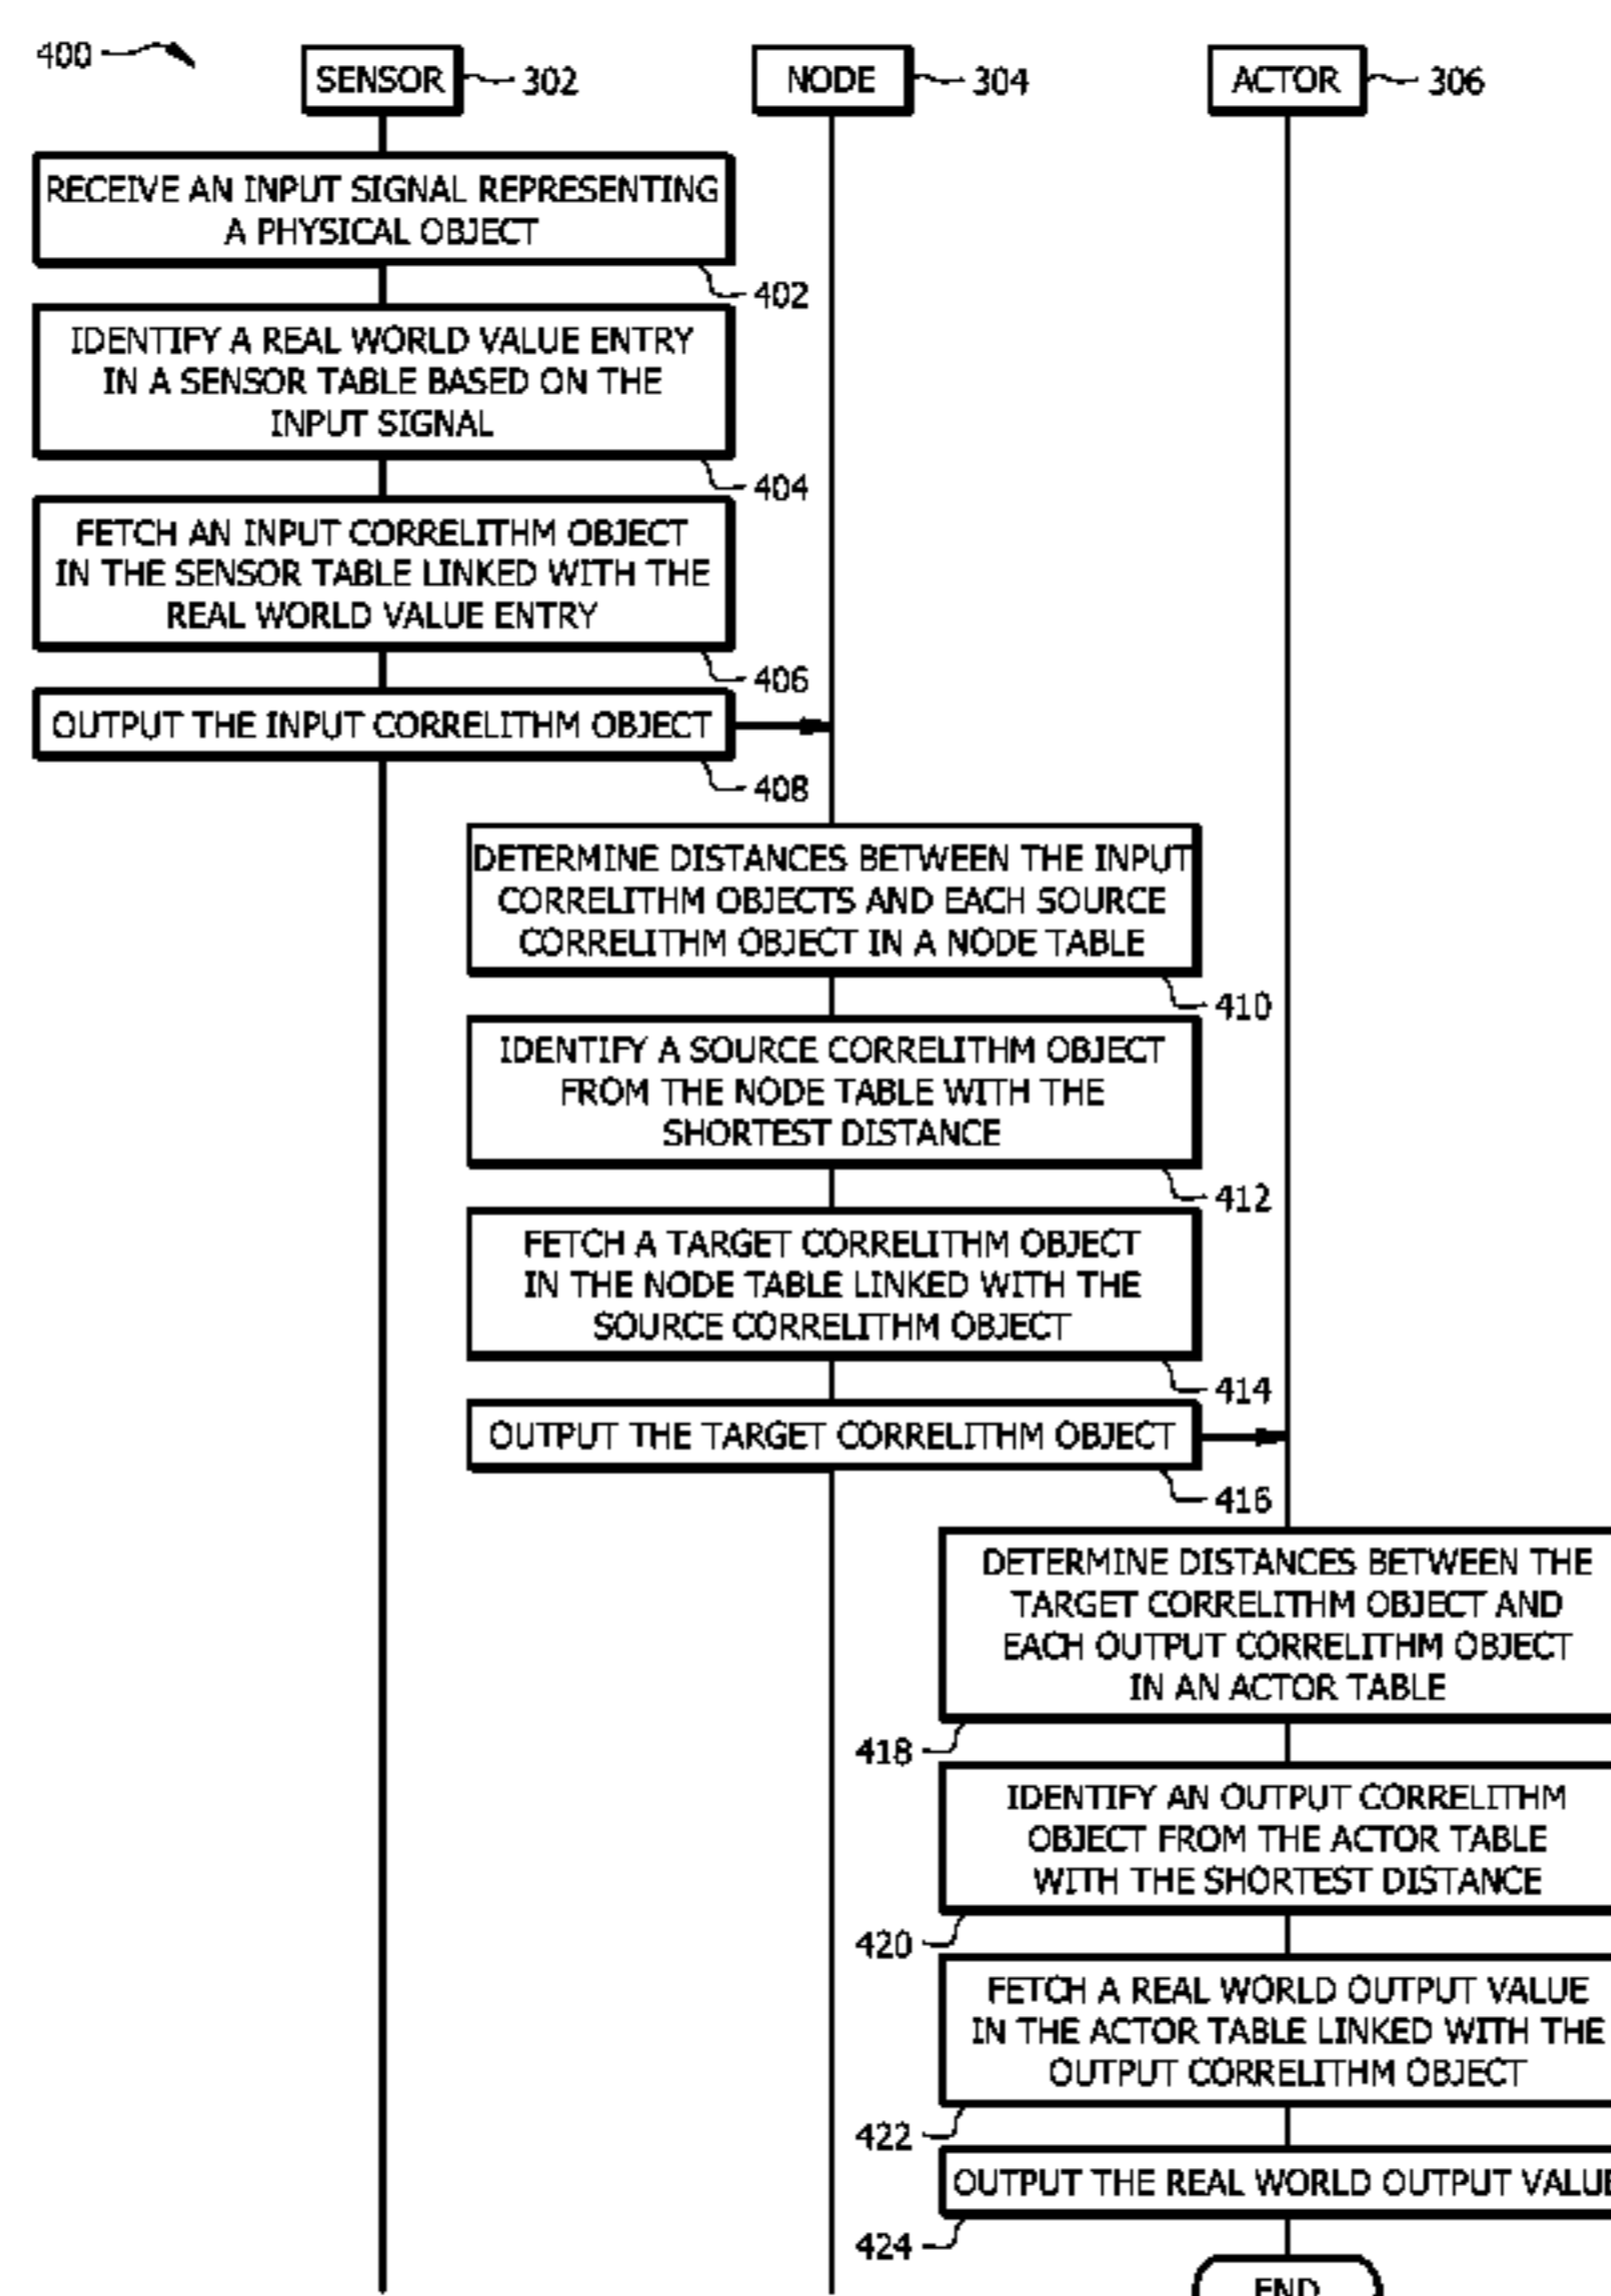 400
SENSOR
302
NODE
304
ACTOR
306
RECEIVE AN INPUT SIGNAL REPRESENTING
A PHYSICAL OBJECT
402
IDENTIFY A REAL WORLD VALUE ENTRY
IN A SENSOR TABLE BASED ON THE
INPUT SIGNAL
404
FETCH AN INPUT CORRELITHM OBJECT
IN THE SENSOR TABLE LINKED WITH THE
REAL WORLD VALUE ENTRY
406
OUTPUT THE INPUT CORRELITHM OBJECT
408
DETERMINE DISTANCES BETWEEN THE INPUT
CORRELITHM OBJECTS AND EACH SOURCE
CORRELITHM OBJECT IN A NODE TABLE
410
IDENTIFY A SOURCE CORRELITHM OBJECT
FROM THE NODE TABLE WITH THE
SHORTEST DISTANCE
412
FETCH A TARGET CORRELITHM OBJECT
IN THE NODE TABLE LINKED WITH THE
SOURCE CORRELITHM OBJECT
414
OUTPUT THE TARGET CORRELITHM OBJECT
416
DETERMINE DISTANCES BETWEEN THE
TARGET CORRELITHM OBJECT AND
EACH OUTPUT CORRELITHM OBJECT
IN AN ACTOR TABLE
418
IDENTIFY AN OUTPUT CORRELITHM
OBJECT FROM THE ACTOR TABLE
WITH THE SHORTEST DISTANCE
420
FETCH A REAL WORLD OUTPUT VALUE
IN THE ACTOR TABLE LINKED WITH THE
OUTPUT CORRELITHM OBJECT
422
OUTPUT THE REAL WORLD OUTPUT VALUE
424
END